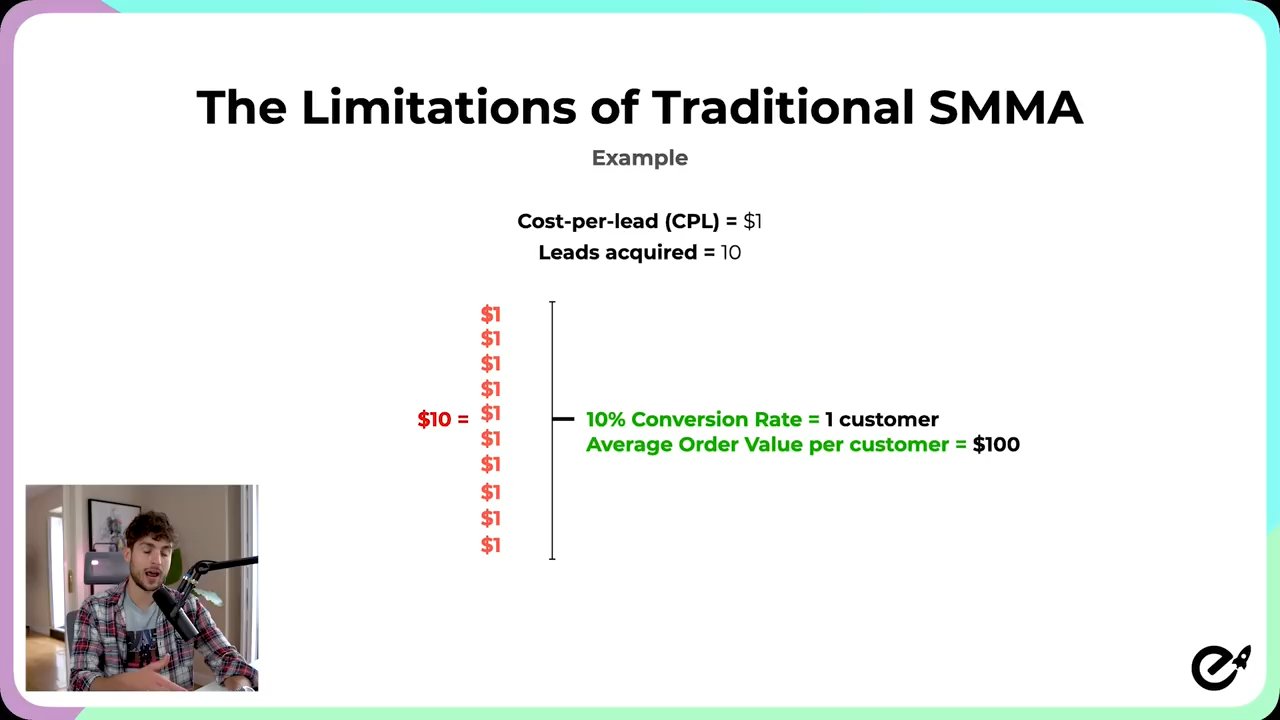 The Limitations of Traditional SMMA
Example
Cost-per-lead (CPL) = $1
Leads acquired = 10
$1
$1
$1
$1
$10 = $1
$1
$1
$1
$1
$1
10% Conversion Rate = 1 customer
Average Order Value per customer = $100